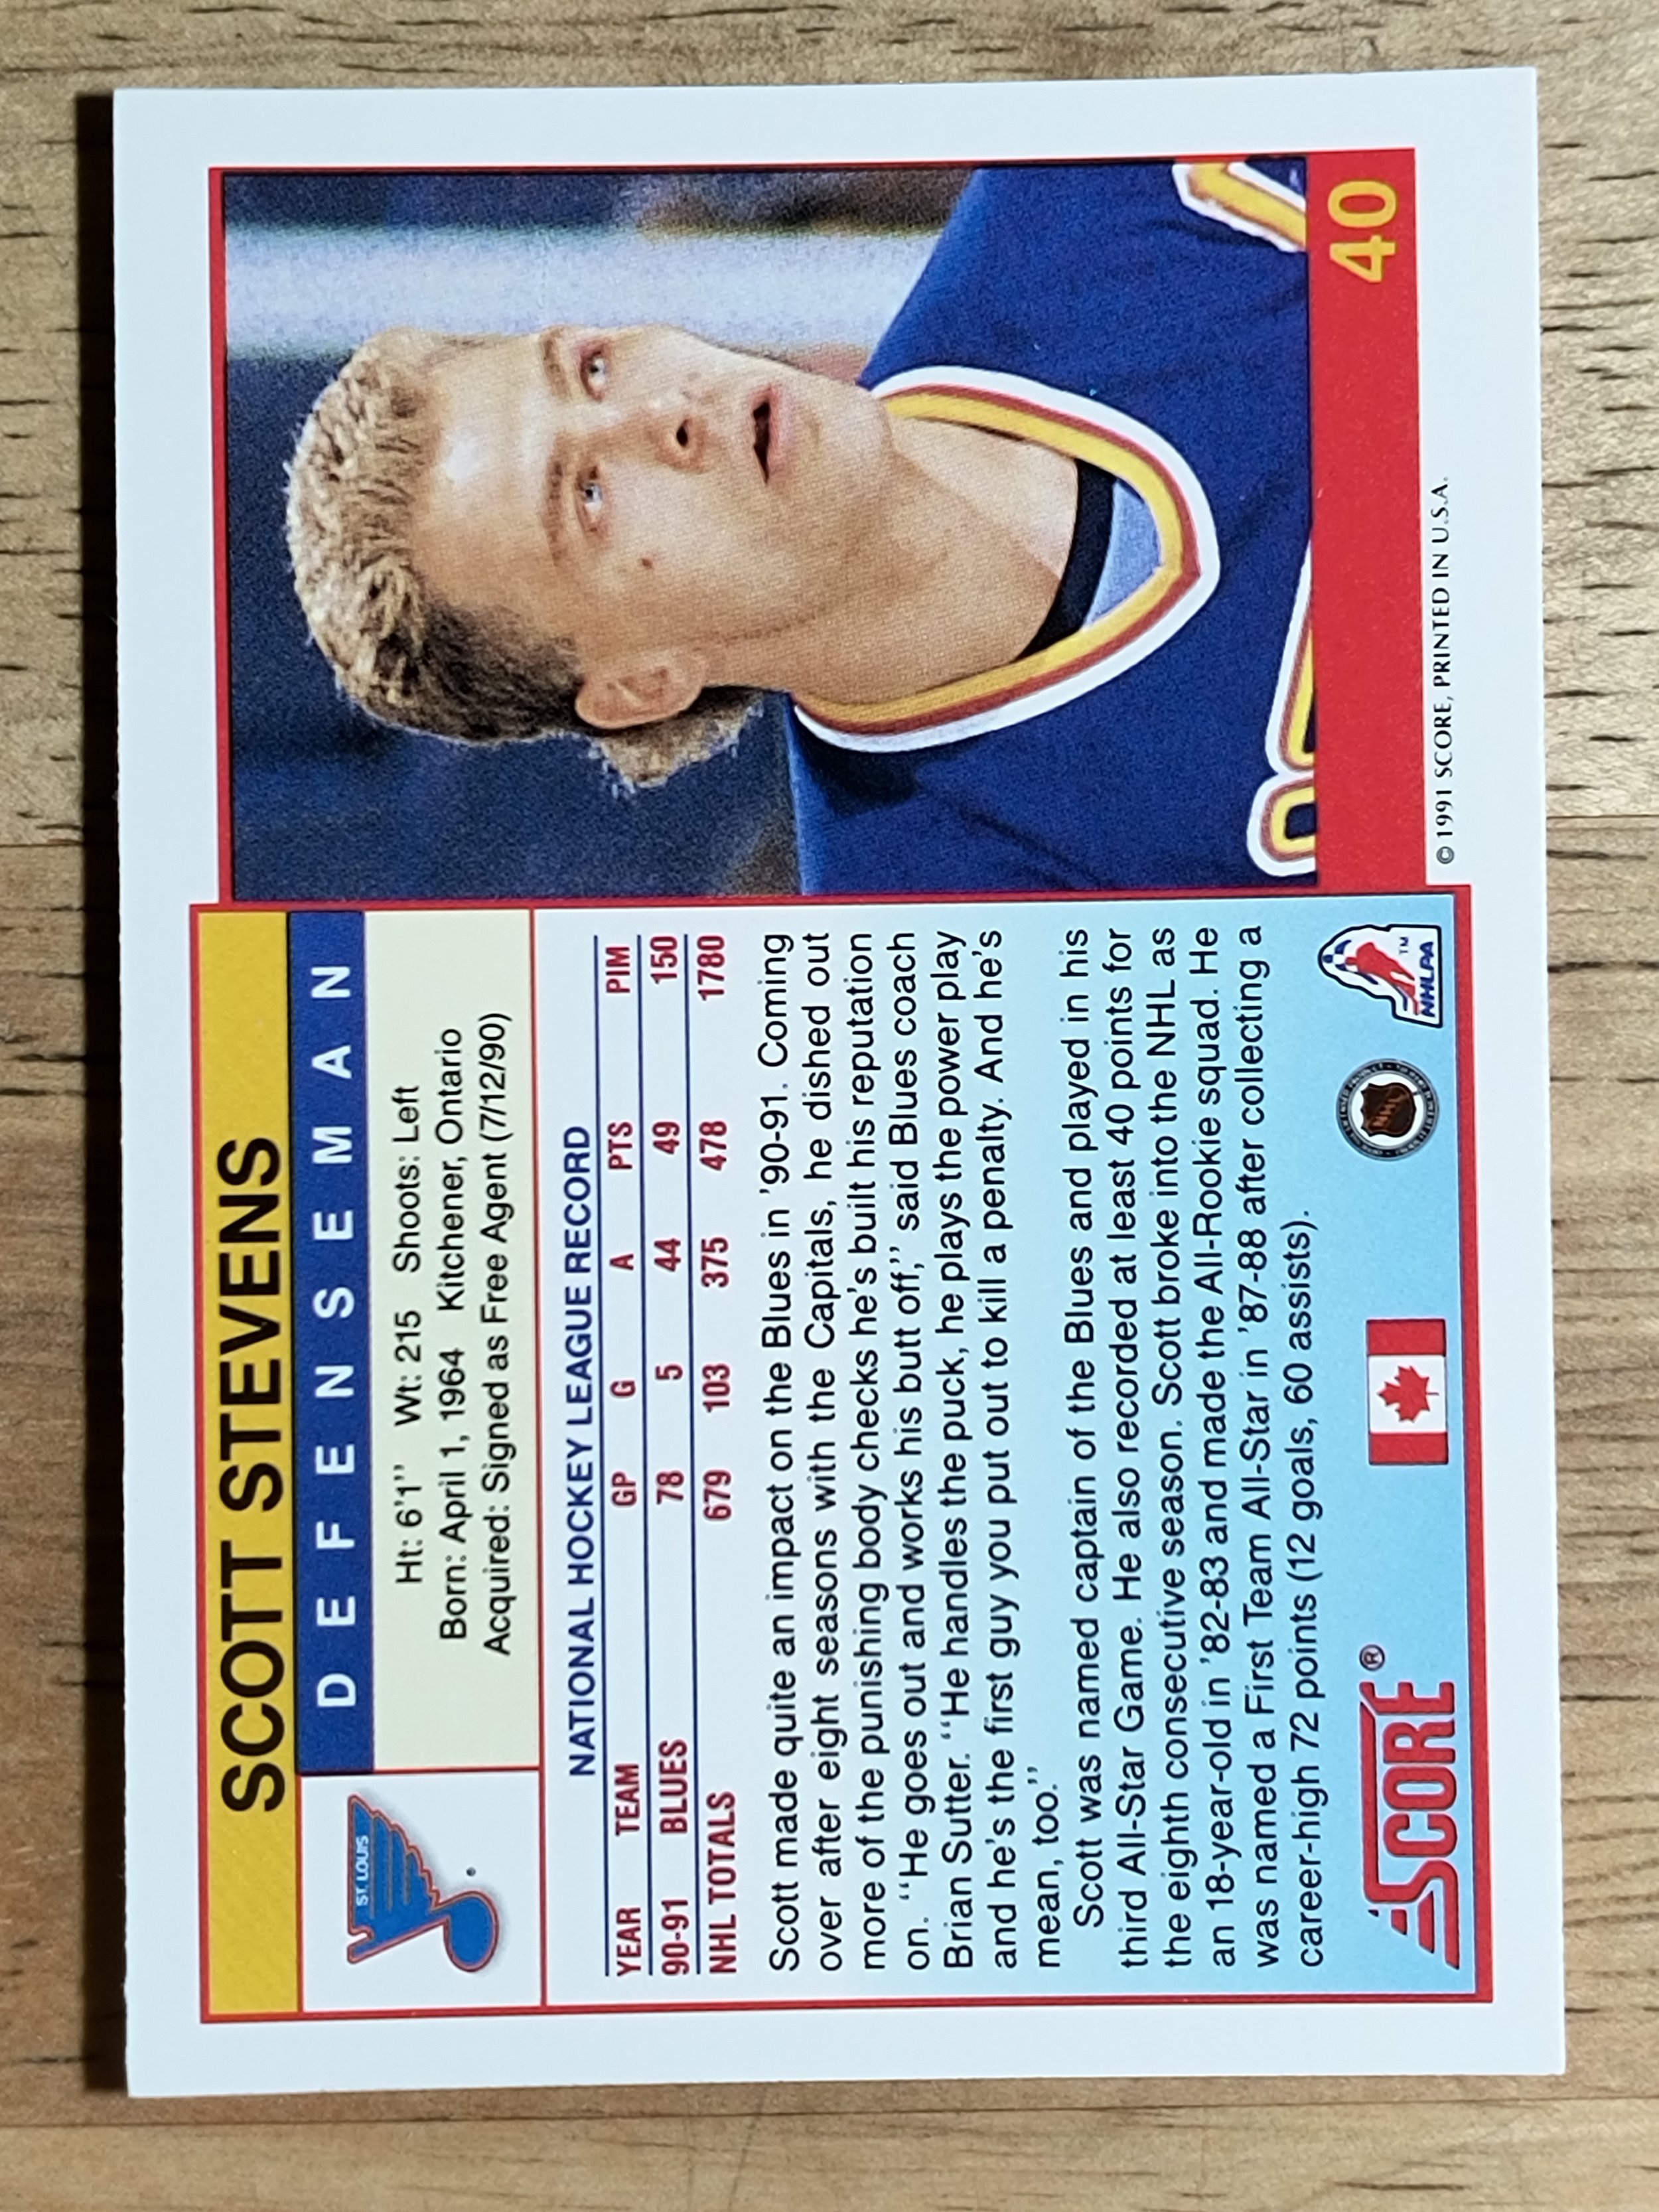 SCOTT STEVENS
DEFENSEMAN
ST. LOUIS
Ht: 6'1" Wt: 215 Shoots: Left
Born: April 1, 1964 Kitchener, Ontario
Acquired: Signed as Free Agent (7/12/90)
NATIONAL HOCKEY LEAGUE RECORD
YEAR TEAM GP G A PTS PIM
90-91 BLUES 78 5 44 49 150
NHL TOTALS 679 103 375 478 1780
Scott made quite an impact on the Blues in '90-91. Coming
over after eight seasons with the Capitals, he dished out
more of the punishing body checks he's built his reputation
on. "He goes out and works his butt off," said Blues coach
Brian Sutter. "He handles the puck, he plays the power play
and he's the first guy you put out to kill a penalty. And he's
mean, too."
Scott was named captain of the Blues and played in his
third All-Star Game. He also recorded at least 40 points for
the eighth consecutive season. Scott broke into the NHL as
an 18-year-old in '82-83 and made the All-Rookie squad. He
was named a First Team All-Star in '87-88 after collecting a
career-high 72 points (12 goals, 60 assists).
SCORE®
NHL
NHLPA™
40
© 1991 SCORE, PRINTED IN U.S.A.